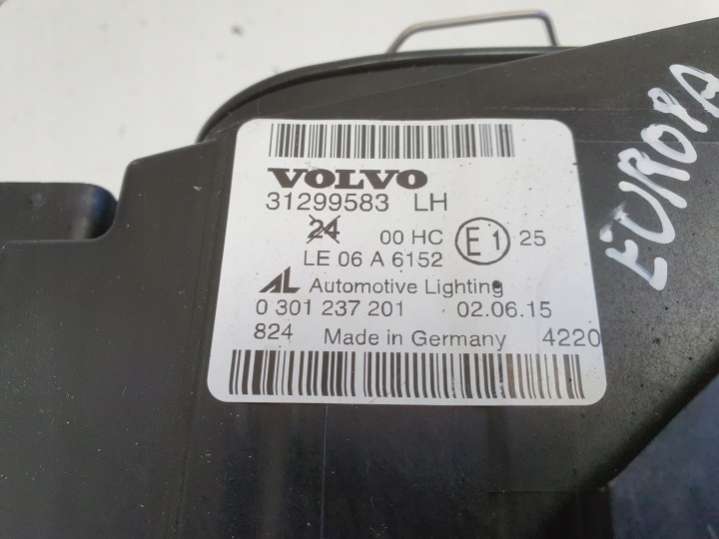 VOLVO
31299583 LH
24 00 HC E1 25
LE 06 A 6152
AL Automotive Lighting
0 301 237 201 02.06.15
824 Made in Germany 4220
EUROPA